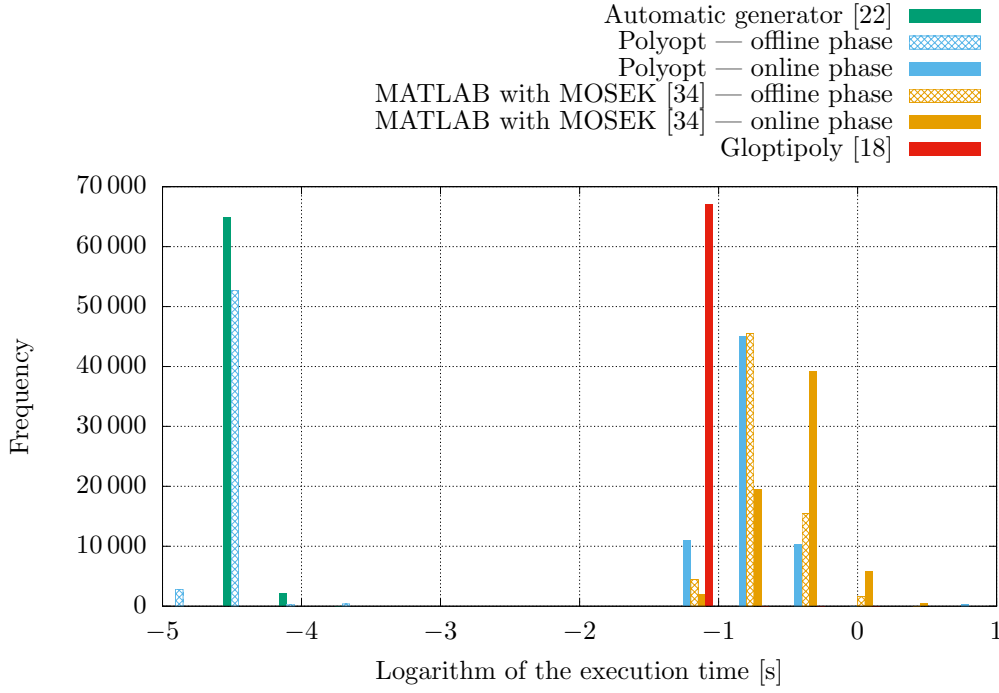 Automatic generator [22]
Polyopt — offline phase
Polyopt — online phase
MATLAB with MOSEK [34] — offline phase
MATLAB with MOSEK [34] — online phase
Gloptipoly [18]
70 000
60 000
50 000
40 000
30 000
20 000
10 000
0
Frequency
−5 −4 −3 −2 −1 0 1
Logarithm of the execution time [s]